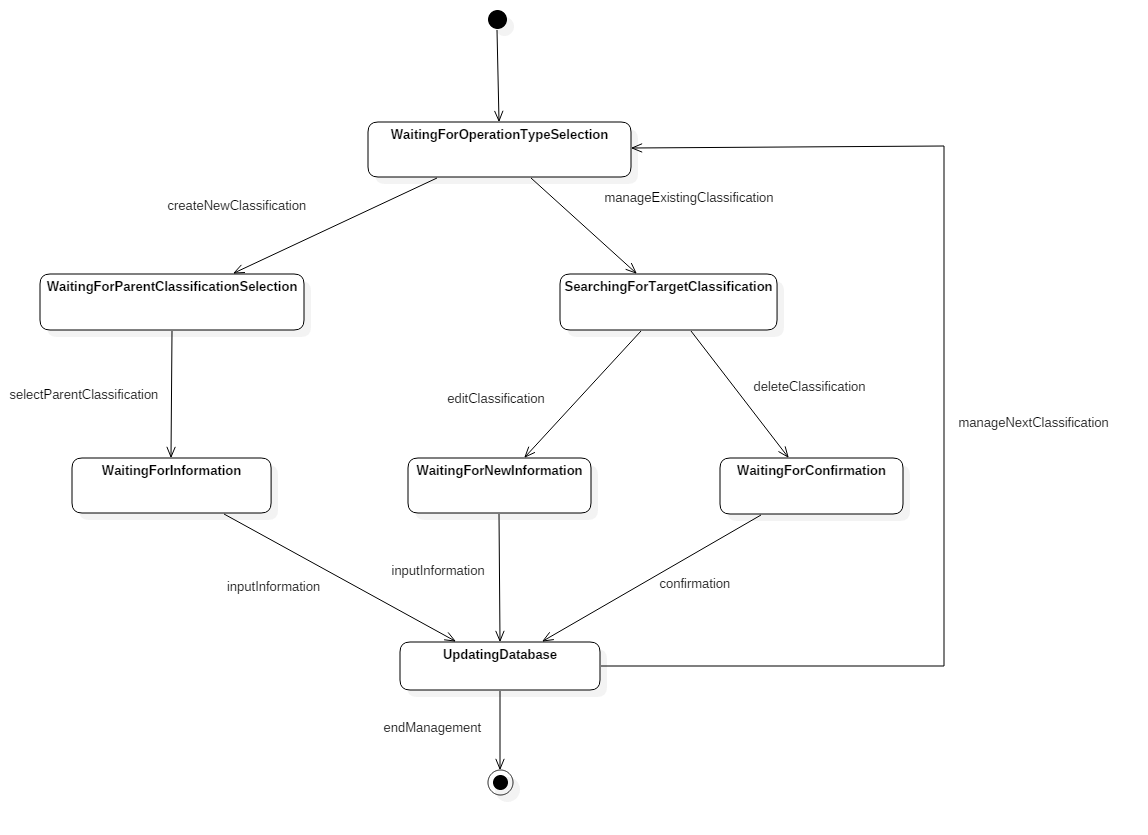 WaitingForOperationTypeSelection
createNewClassification
manageExistingClassification
WaitingForParentClassificationSelection
SearchingForTargetClassification
selectParentClassification
editClassification
deleteClassification
manageNextClassification
WaitingForInformation
WaitingForNewInformation
WaitingForConfirmation
inputInformation
inputInformation
confirmation
UpdatingDatabase
endManagement